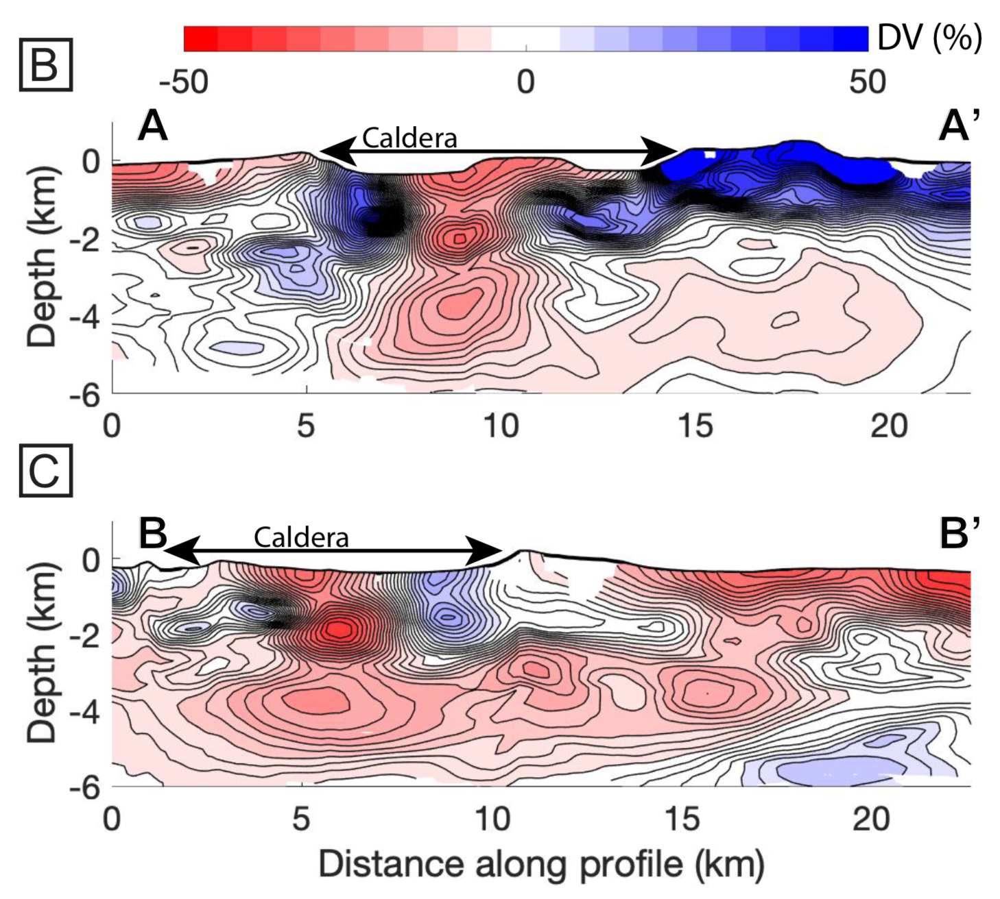 B
DV (%)
-50 0 50
A A’
Caldera
0
-2
-4
-6
Depth (km)
0 5 10 15 20
C
B B’
Caldera
0
-2
-4
-6
Depth (km)
0 5 10 15 20
Distance along profile (km)